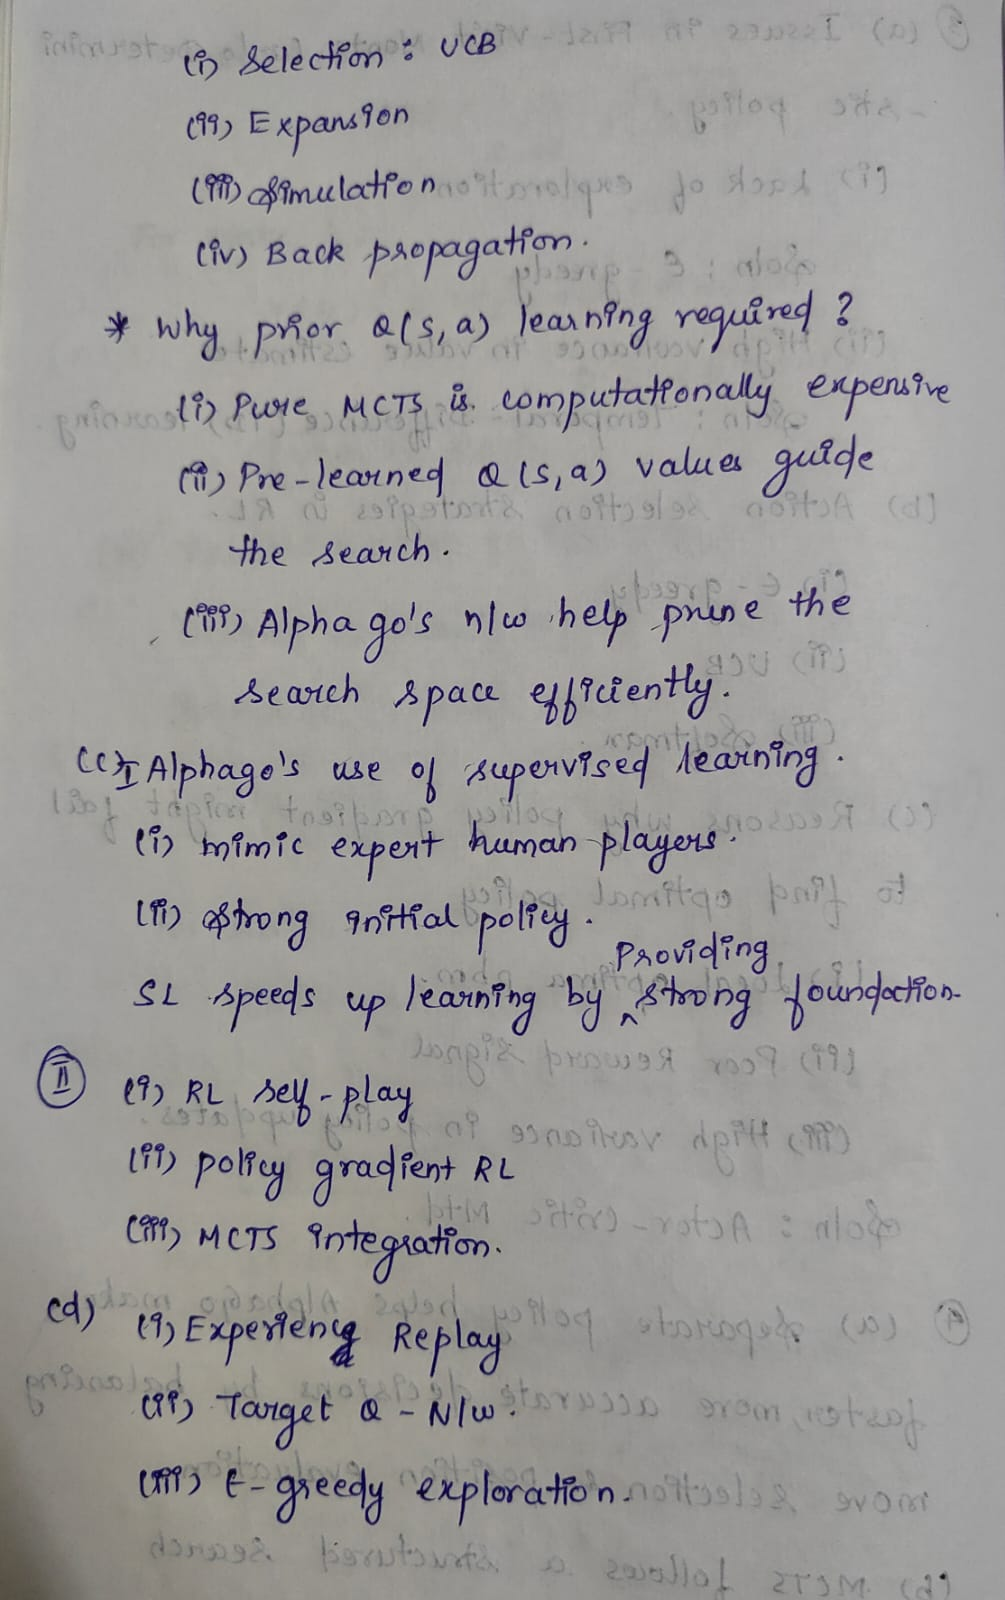 (i) Selection : UCB
(ii) Expansion
(iii) Simulation
(iv) Back propagation.
* Why prior Q(s,a) learning required ?
(i) Pure MCTS is computationally expensive
(ii) Pre-learned Q(s,a) values guide
the search.
(iii) Alphago's n/w help prune the
search space efficiently.
(c) I Alphago's use of supervised learning.
(i) mimic expert human players.
(ii) Strong initial policy.
Providing
SL speeds up learning by ^ strong foundation.
II (i) RL self-play
(ii) policy gradient RL
(iii) MCTS integration.
(d) (i) Experience Replay
(ii) Target Q-N/w.
(iii) ε-greedy exploration.